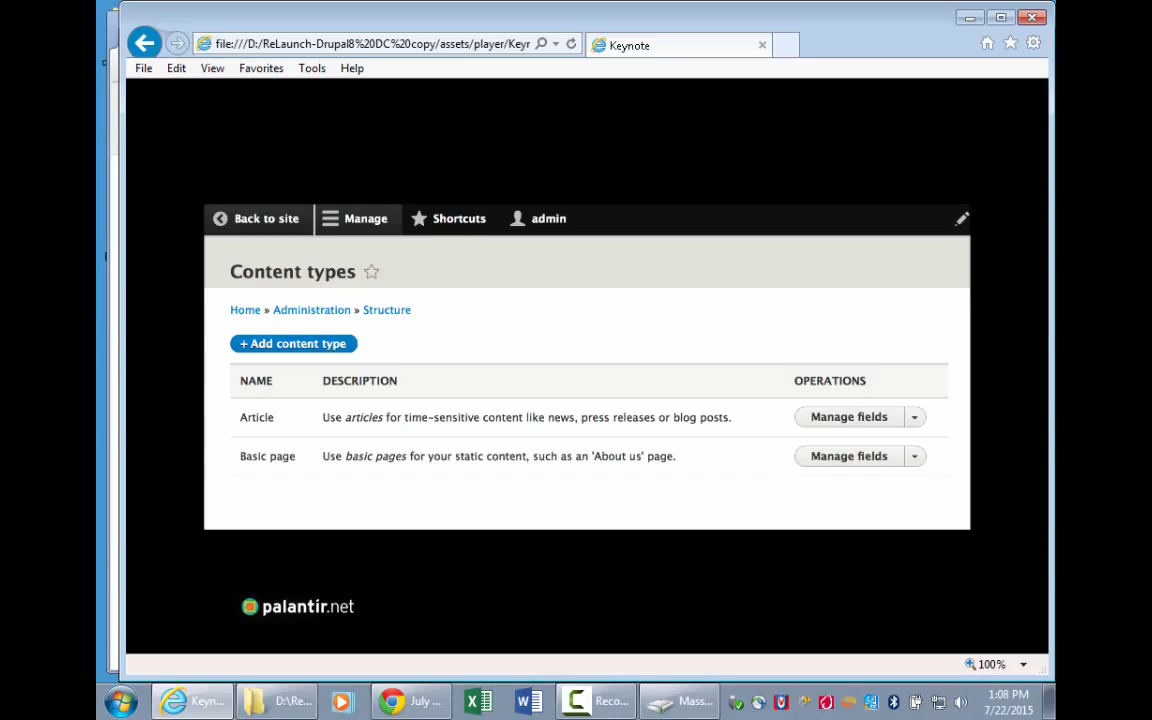 file:///D:/ReLaunch-Drupal8%20DC%20copy/assets/player/Keyr
Keynote
File Edit View Favorites Tools Help
Back to site Manage Shortcuts admin
Content types
Home » Administration » Structure
+ Add content type
NAME DESCRIPTION OPERATIONS
Article Use articles for time-sensitive content like news, press releases or blog posts. Manage fields
Basic page Use basic pages for your static content, such as an 'About us' page. Manage fields
palantir.net
100%
Keyn... D:\Re... July ... Reco... Mass...
1:08 PM
7/22/2015